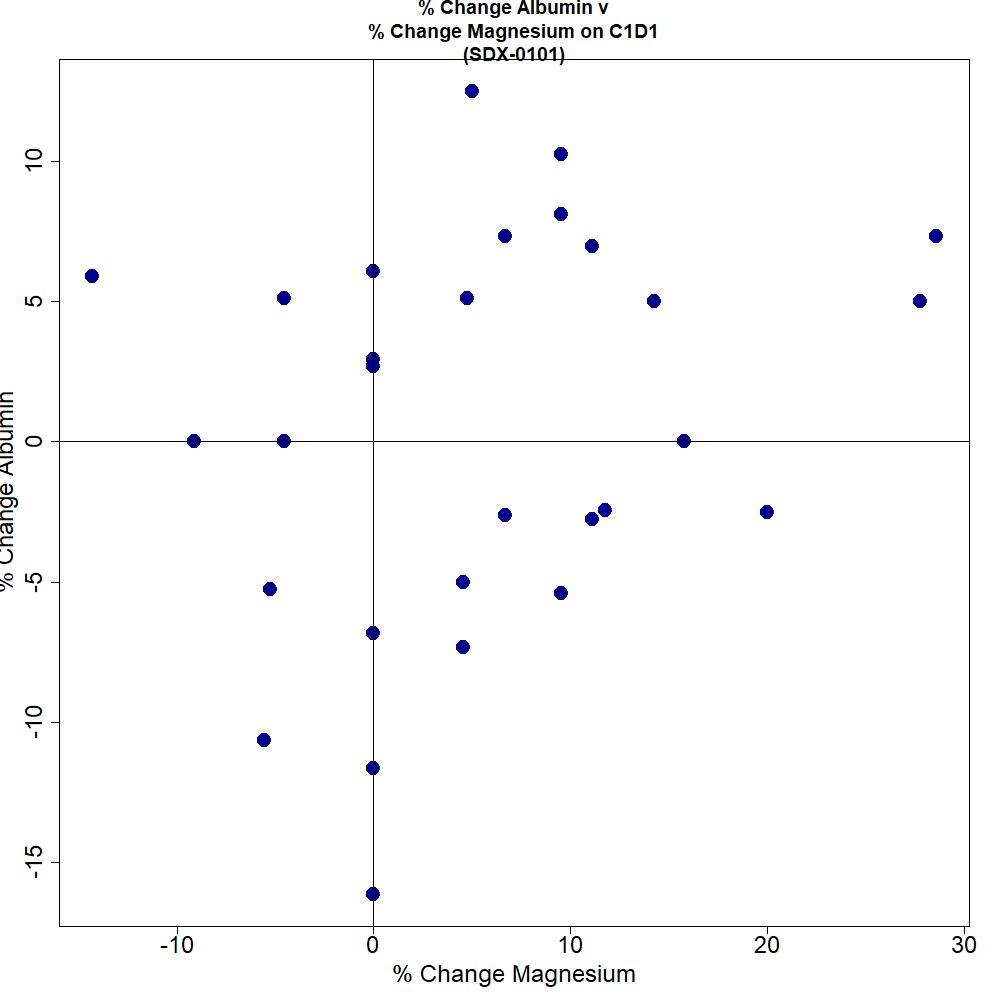 % Change Albumin v
% Change Magnesium on C1D1
(SDX-0101)
10
5
0
-5
-10
-15
% Change Albumin
-10
0
10
20
30
% Change Magnesium